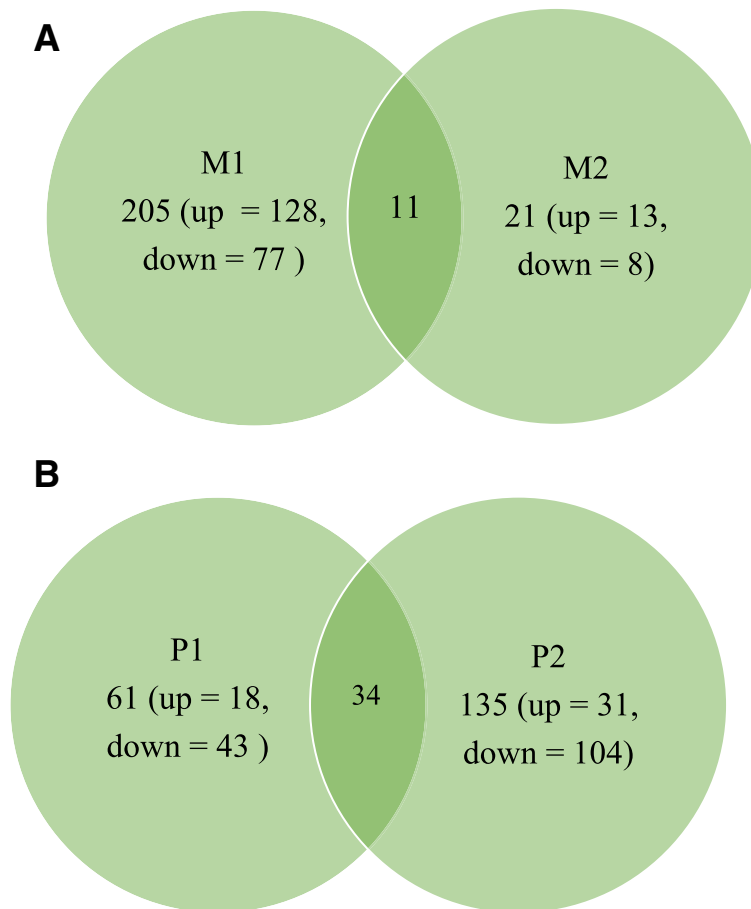 A
M1
205 (up = 128,
down = 77 )
11
M2
21 (up = 13,
down = 8)
B
P1
61 (up = 18,
down = 43 )
34
P2
135 (up = 31,
down = 104)